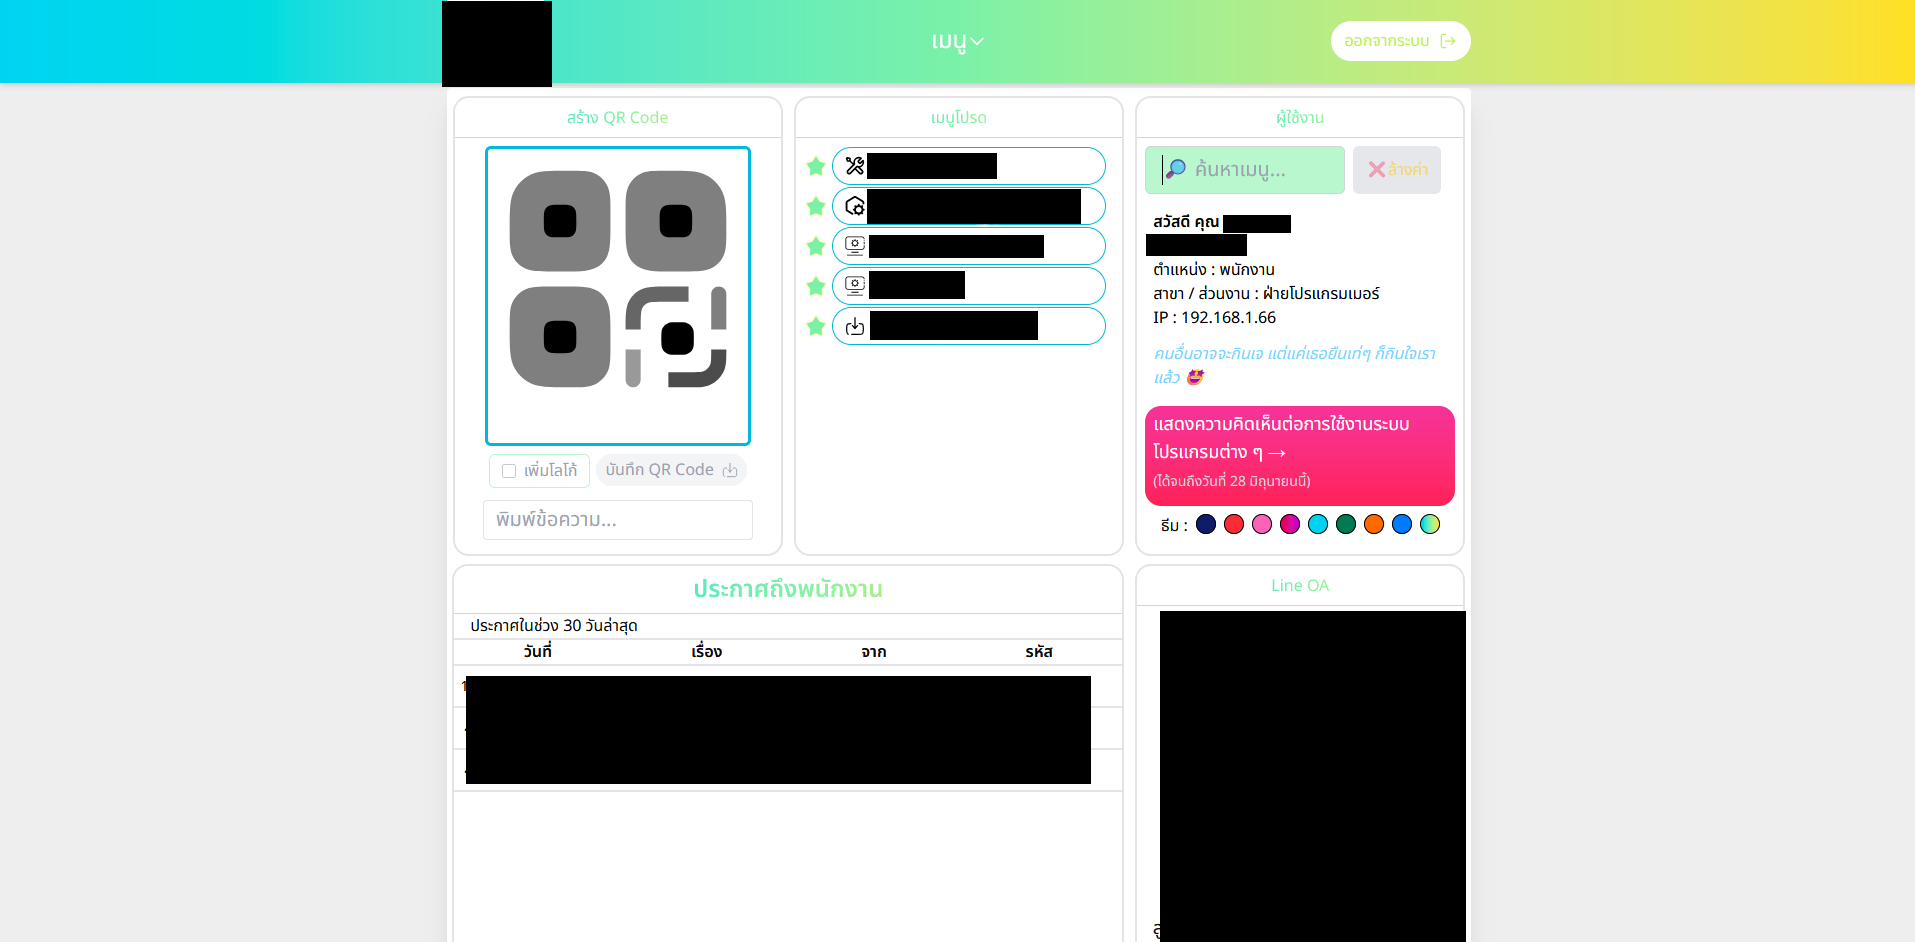 เมนู
ออกจากระบบ
สร้าง QR Code
เพิ่มโลโก้
บันทึก QR Code
พิมพ์ข้อความ...
เมนูโปรด
ผู้ใช้งาน
ค้นหาเมนู...
ล้างค่า
สวัสดี คุณ
ตำแหน่ง : พนักงาน
สาขา / ส่วนงาน : ฝ่ายโปรแกรมเมอร์
IP : 192.168.1.66
คนอื่นอาจจะกินเจ แต่แค่เธอยืนเท่ๆ ก็กินใจเรา
แล้ว 🤩
แสดงความคิดเห็นต่อการใช้งานระบบ
โปรแกรมต่าง ๆ →
(ได้จนถึงวันที่ 28 มิถุนายนนี้)
ธีม :
ประกาศถึงพนักงาน
ประกาศในช่วง 30 วันล่าสุด
วันที่ เรื่อง จาก รหัส
Line OA